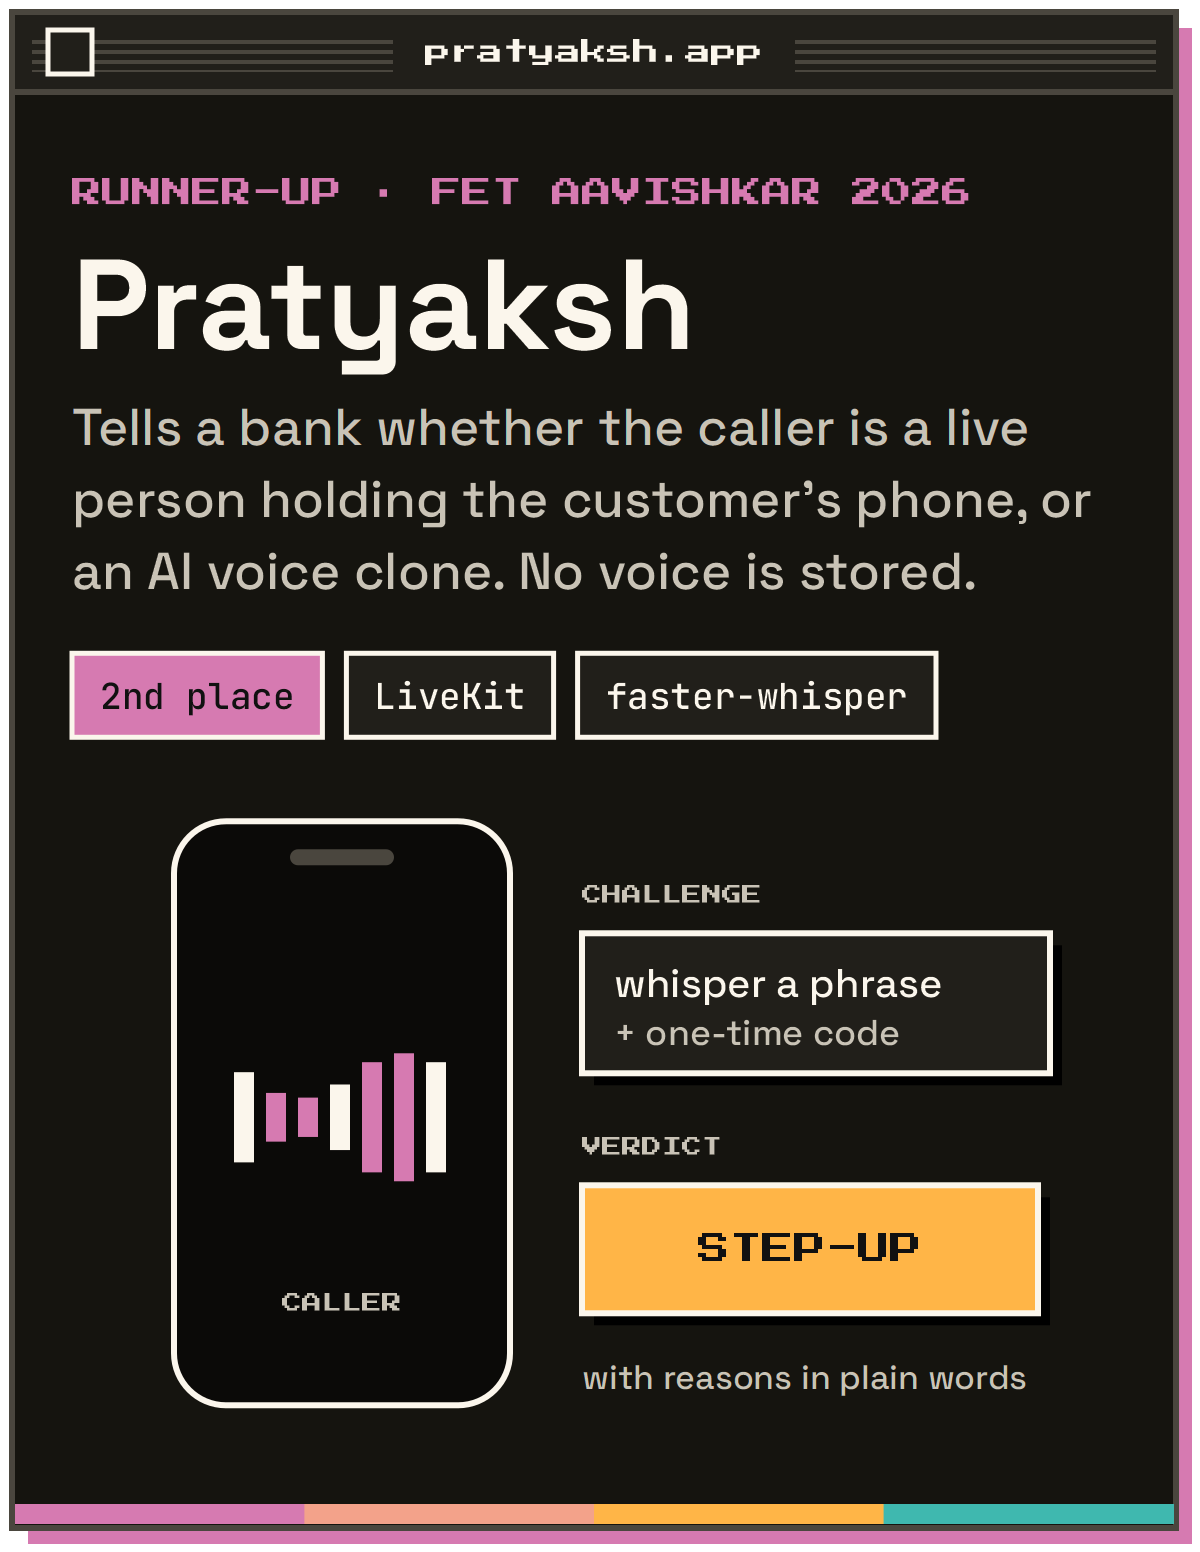 pratyaksh.app
RUNNER-UP · FET AAVISHKAR 2026
Pratyaksh
Tells a bank whether the caller is a live
person holding the customer’s phone, or
an AI voice clone. No voice is stored.
2nd place
LiveKit
faster-whisper
CHALLENGE
whisper a phrase
+ one-time code
VERDICT
STEP-UP
CALLER
with reasons in plain words